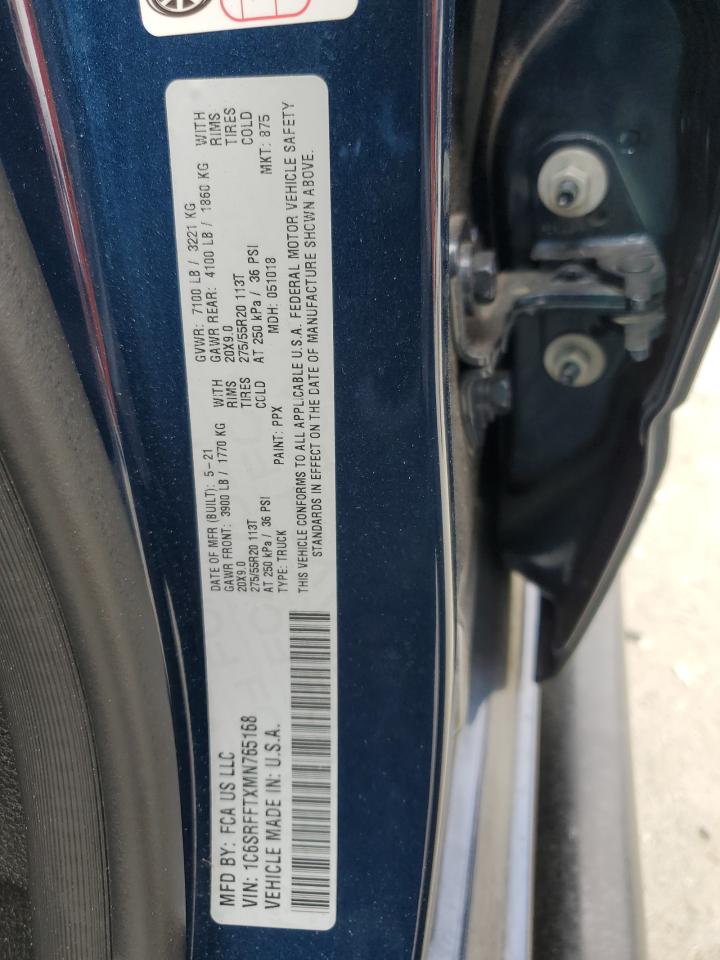 MFD BY: FCA US LLC
VIN: 1C6SRFFTXMN765168
VEHICLE MADE IN: U.S.A.
DATE OF MFR (BUILT): 5-21 GVWR: 7100 LB / 3221 KG
GAWR FRONT: 3900 LB / 1770 KG WITH GAWR REAR: 4100 LB / 1860 KG WITH
20X9.0 RIMS 20X9.0 RIMS
275/55R20 113T TIRES 275/55R20 113T TIRES
AT 250 kPa / 36 PSI COLD AT 250 kPa / 36 PSI COLD
TYPE: TRUCK PAINT: PPX MDH: 051018 MKT: 875
THIS VEHICLE CONFORMS TO ALL APPLICABLE U.S.A. FEDERAL MOTOR VEHICLE SAFETY
STANDARDS IN EFFECT ON THE DATE OF MANUFACTURE SHOWN ABOVE.